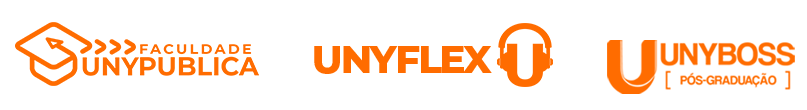 FACULDADE
UNYPUBLICA
UNYFLEX U
U UNYBOSS
[ PÓS-GRADUAÇÃO ]